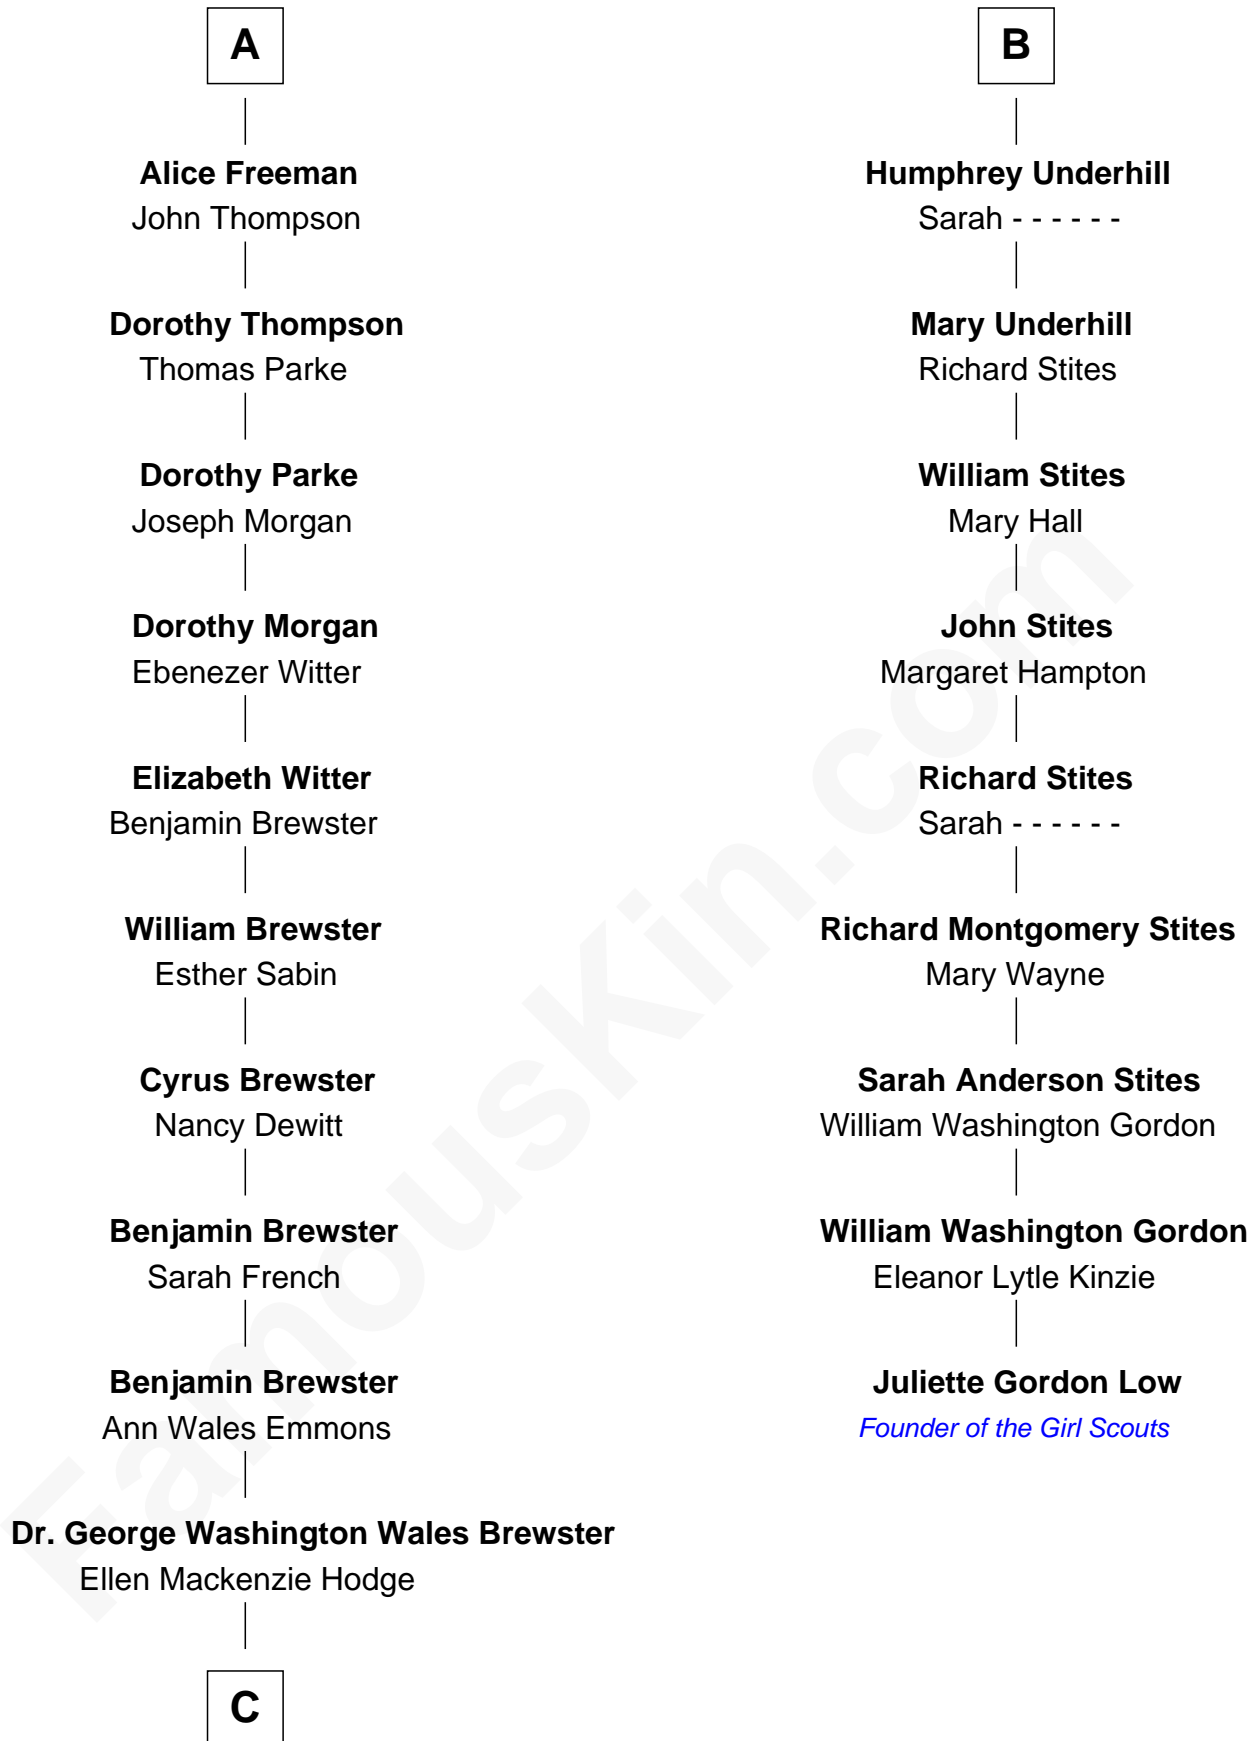 A
Alice Freeman
John Thompson
Dorothy Thompson
Thomas Parke
Dorothy Parke
Joseph Morgan
Dorothy Morgan
Ebenezer Witter
Elizabeth Witter
Benjamin Brewster
William Brewster
Esther Sabin
Cyrus Brewster
Nancy Dewitt
Benjamin Brewster
Sarah French
Benjamin Brewster
Ann Wales Emmons
Dr. George Washington Wales Brewster
Ellen Mackenzie Hodge
C
B
Humphrey Underhill
Sarah - - - - - -
Mary Underhill
Richard Stites
William Stites
Mary Hall
John Stites
Margaret Hampton
Richard Stites
Sarah - - - - - -
Richard Montgomery Stites
Mary Wayne
Sarah Anderson Stites
William Washington Gordon
William Washington Gordon
Eleanor Lytle Kinzie
Juliette Gordon Low
Founder of the Girl Scouts
FamousKin.com